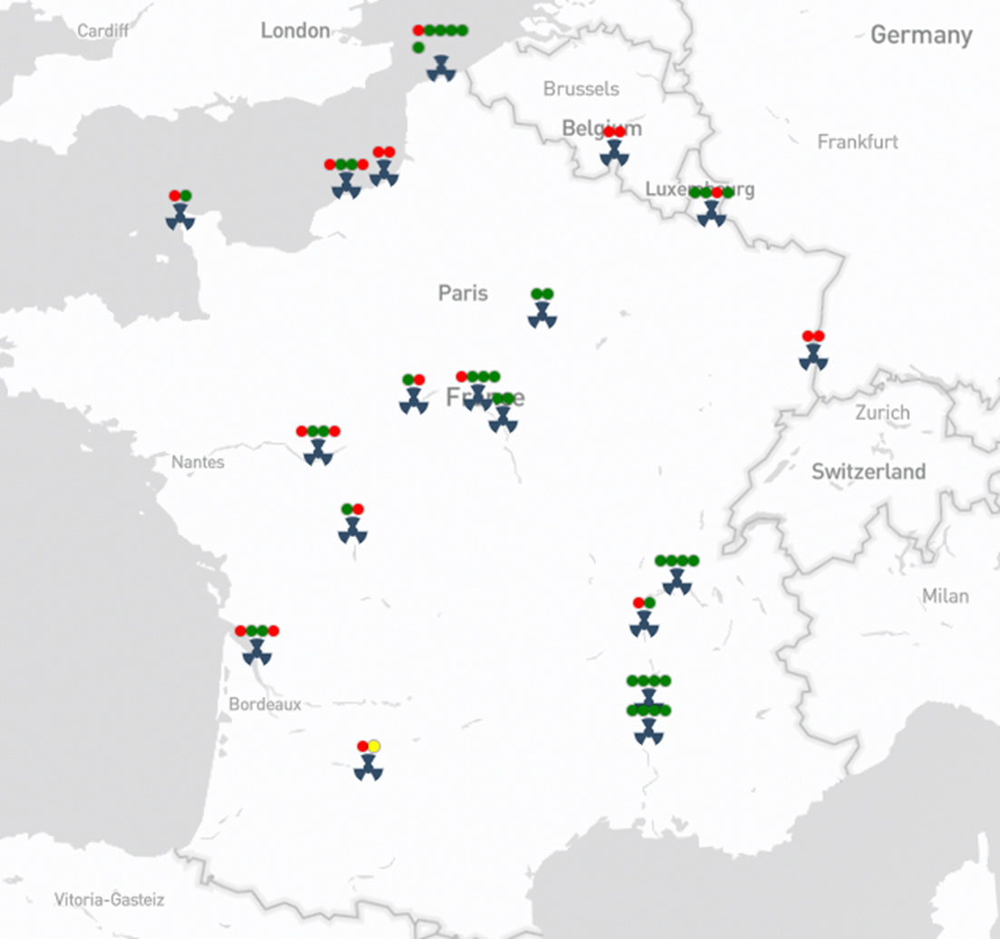 Cardiff
London
Germany
Brussels
Belgium
Frankfurt
Luxembourg
Paris
France
Zurich
Nantes
Switzerland
Milan
Bordeaux
Vitoria-Gasteiz